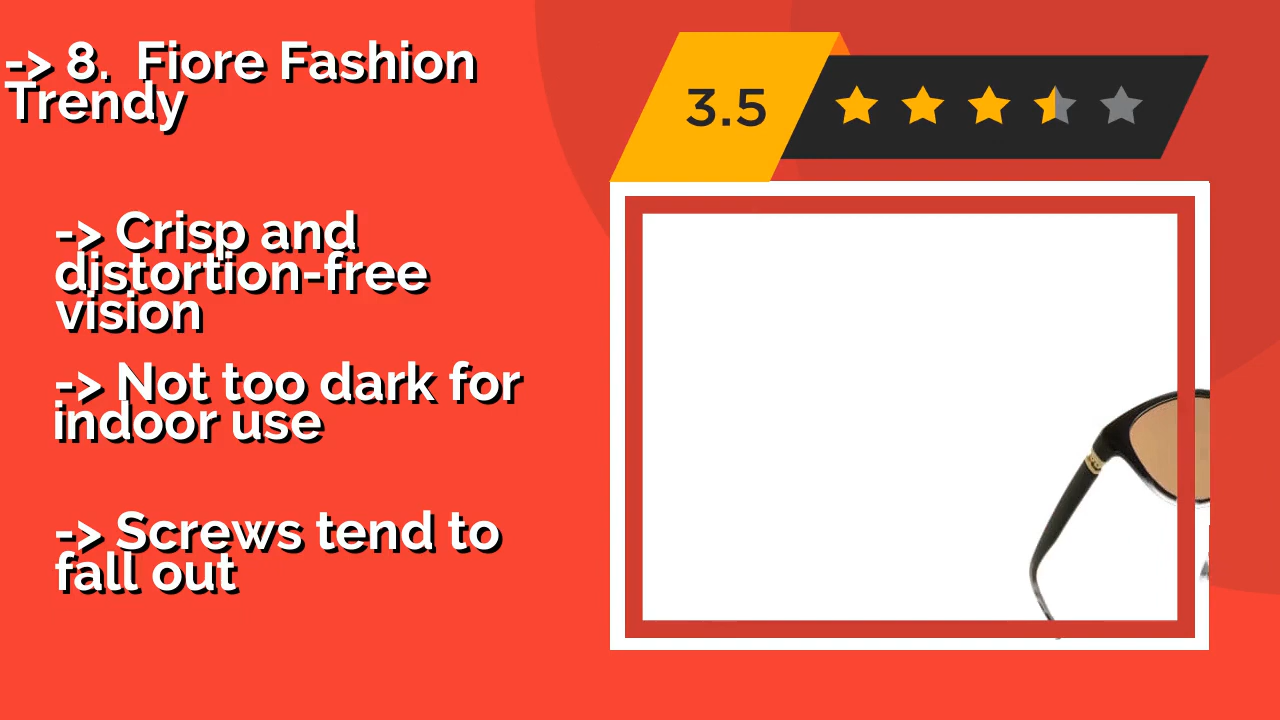 -> 8.  Fiore Fashion
Trendy
3.5
-> Crisp and
distortion-free
vision
-> Not too dark for
indoor use
-> Screws tend to
fall out